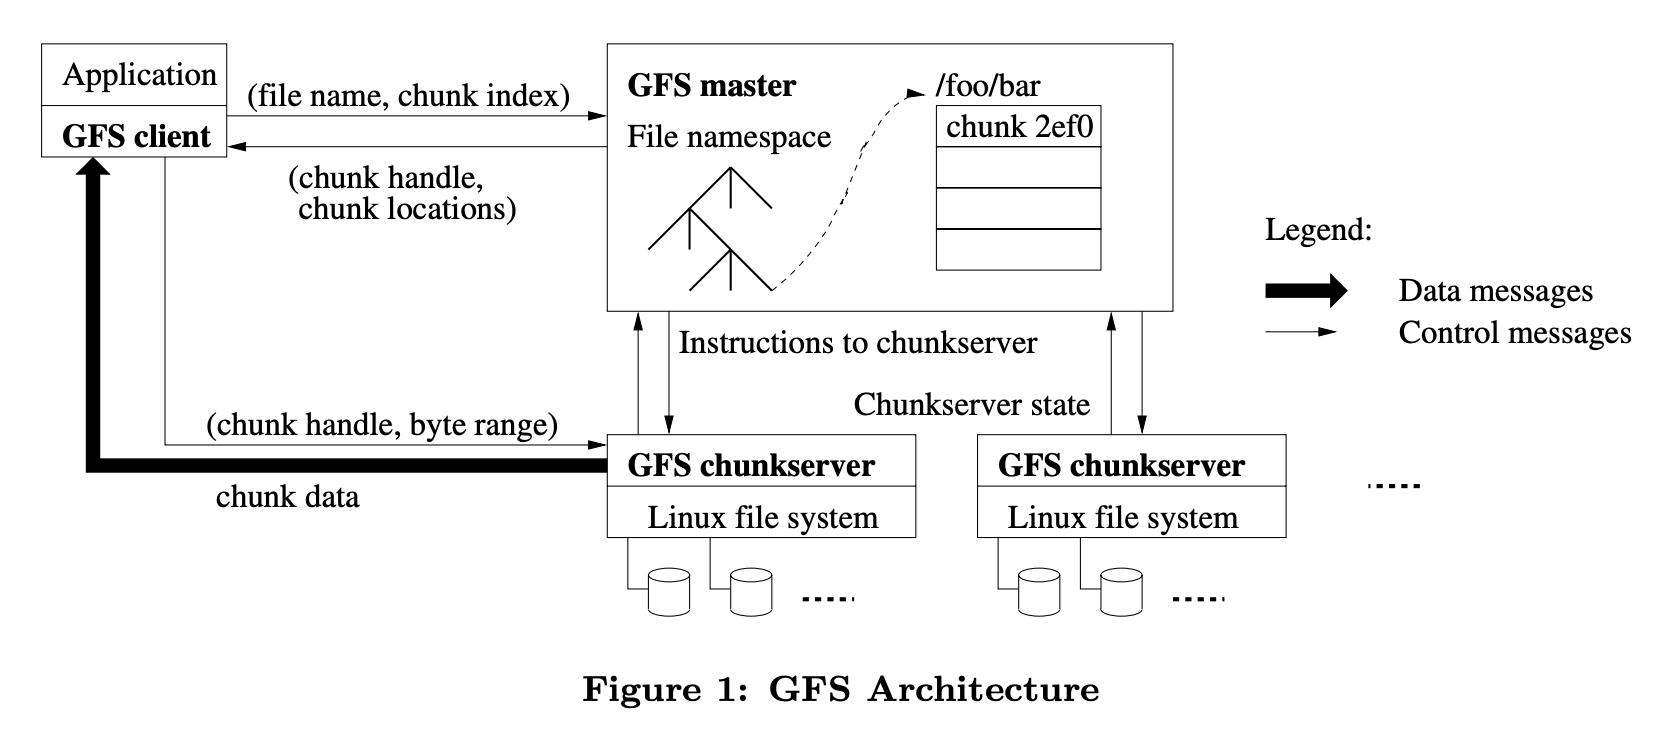 Application
GFS client
(file name, chunk index)
(chunk handle,
chunk locations)
GFS master
File namespace
/foo/bar
chunk 2ef0
Legend:
Data messages
Control messages
Instructions to chunkserver
Chunkserver state
(chunk handle, byte range)
chunk data
GFS chunkserver
Linux file system
GFS chunkserver
Linux file system
Figure 1: GFS Architecture